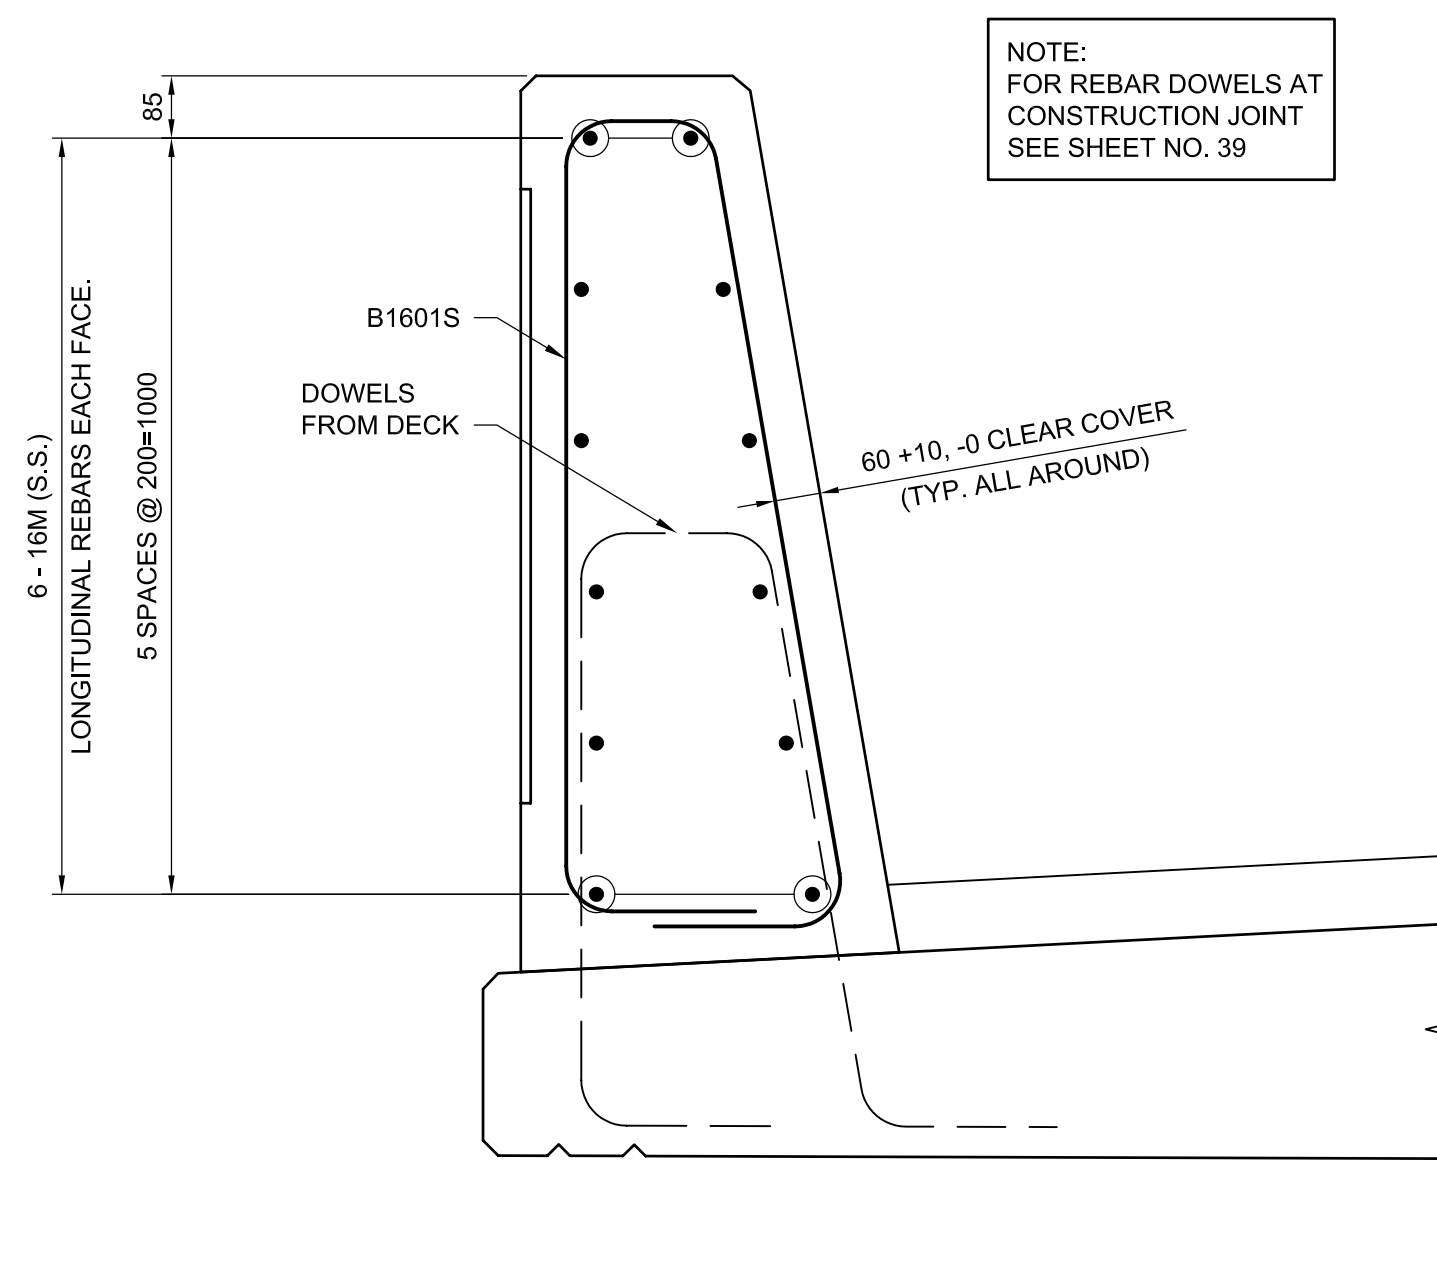 NOTE:
FOR REBAR DOWELS AT
CONSTRUCTION JOINT
SEE SHEET NO. 39
85
6 - 16M (S.S.)
LONGITUDINAL REBARS EACH FACE.
5 SPACES @ 200=1000
B1601S
DOWELS
FROM DECK
60 +10, -0 CLEAR COVER
(TYP. ALL AROUND)